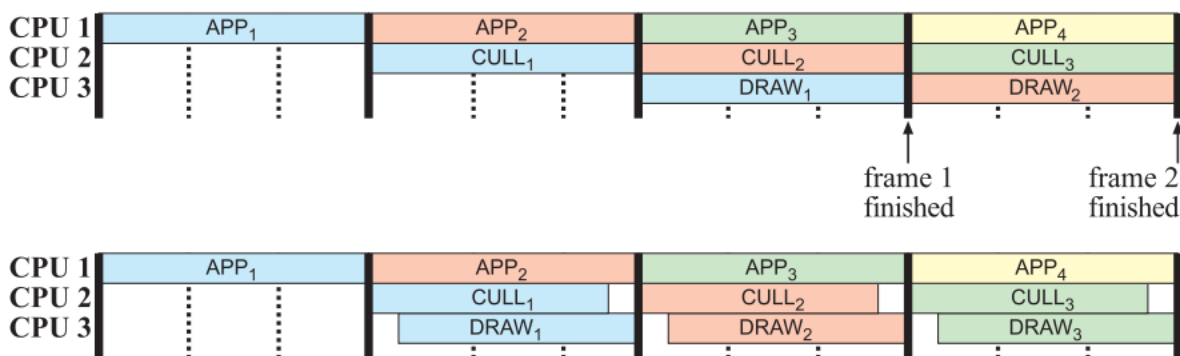 CPU 1 APP₁ APP₂ APP₃ APP₄
CPU 2 CULL₁ CULL₂ CULL₃
CPU 3 DRAW₁ DRAW₂
frame 1 frame 2
finished finished
CPU 1 APP₁ APP₂ APP₃ APP₄
CPU 2 CULL₁ CULL₂ CULL₃
CPU 3 DRAW₁ DRAW₂ DRAW₃